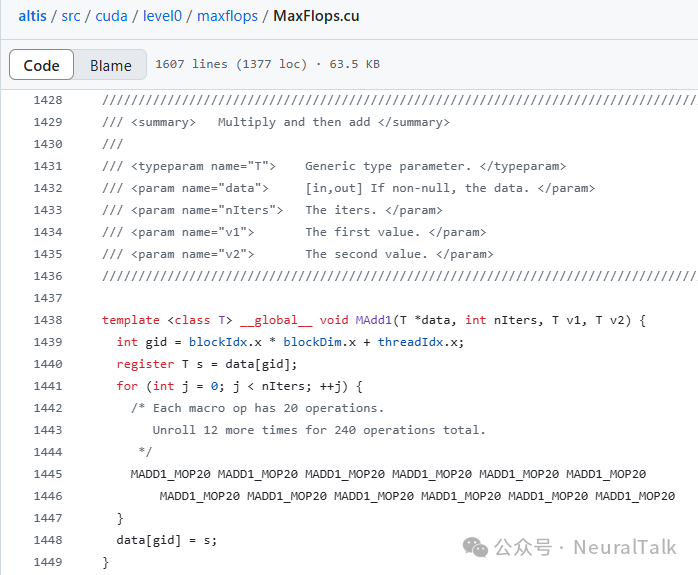 altis / src / cuda / level0 / maxflops / MaxFlops.cu
Code Blame 1607 lines (1377 loc) · 63.5 KB
1428 ////////////////////////////////////////////////////////////////////////////////////
1429 /// <summary>   Multiply and then add </summary>
1430 ///
1431 /// <typeparam name="T">    Generic type parameter. </typeparam>
1432 /// <param name="data">     [in,out] If non-null, the data. </param>
1433 /// <param name="nIters">   The iters. </param>
1434 /// <param name="v1">       The first value. </param>
1435 /// <param name="v2">       The second value. </param>
1436 ////////////////////////////////////////////////////////////////////////////////////
1437
1438 template <class T> __global__ void MAdd1(T *data, int nIters, T v1, T v2) {
1439   int gid = blockIdx.x * blockDim.x + threadIdx.x;
1440   register T s = data[gid];
1441   for (int j = 0; j < nIters; ++j) {
1442     /* Each macro op has 20 operations.
1443        Unroll 12 more times for 240 operations total.
1444      */
1445     MADD1_MOP20 MADD1_MOP20 MADD1_MOP20 MADD1_MOP20 MADD1_MOP20 MADD1_MOP20
1446         MADD1_MOP20 MADD1_MOP20 MADD1_MOP20 MADD1_MOP20 MADD1_MOP20 MADD1_MOP20
1447   }
1448   data[gid] = s;
1449 }
公众号 · NeuralTalk